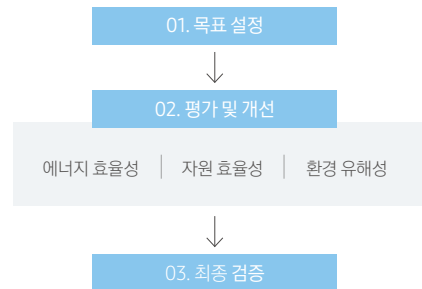 01. 목표 설정
02. 평가 및 개선
에너지 효율성 | 자원 효율성 | 환경 유해성
03. 최종 검증